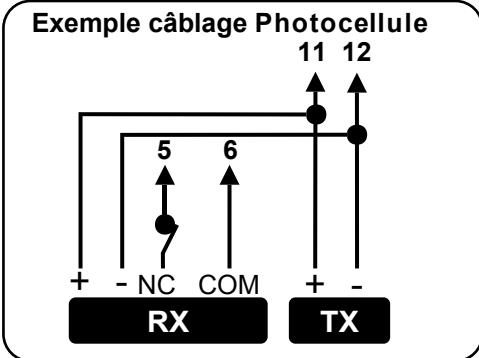 Exemple câblage Photocellule
11 12
5 6
+ - NC COM + -
RX TX